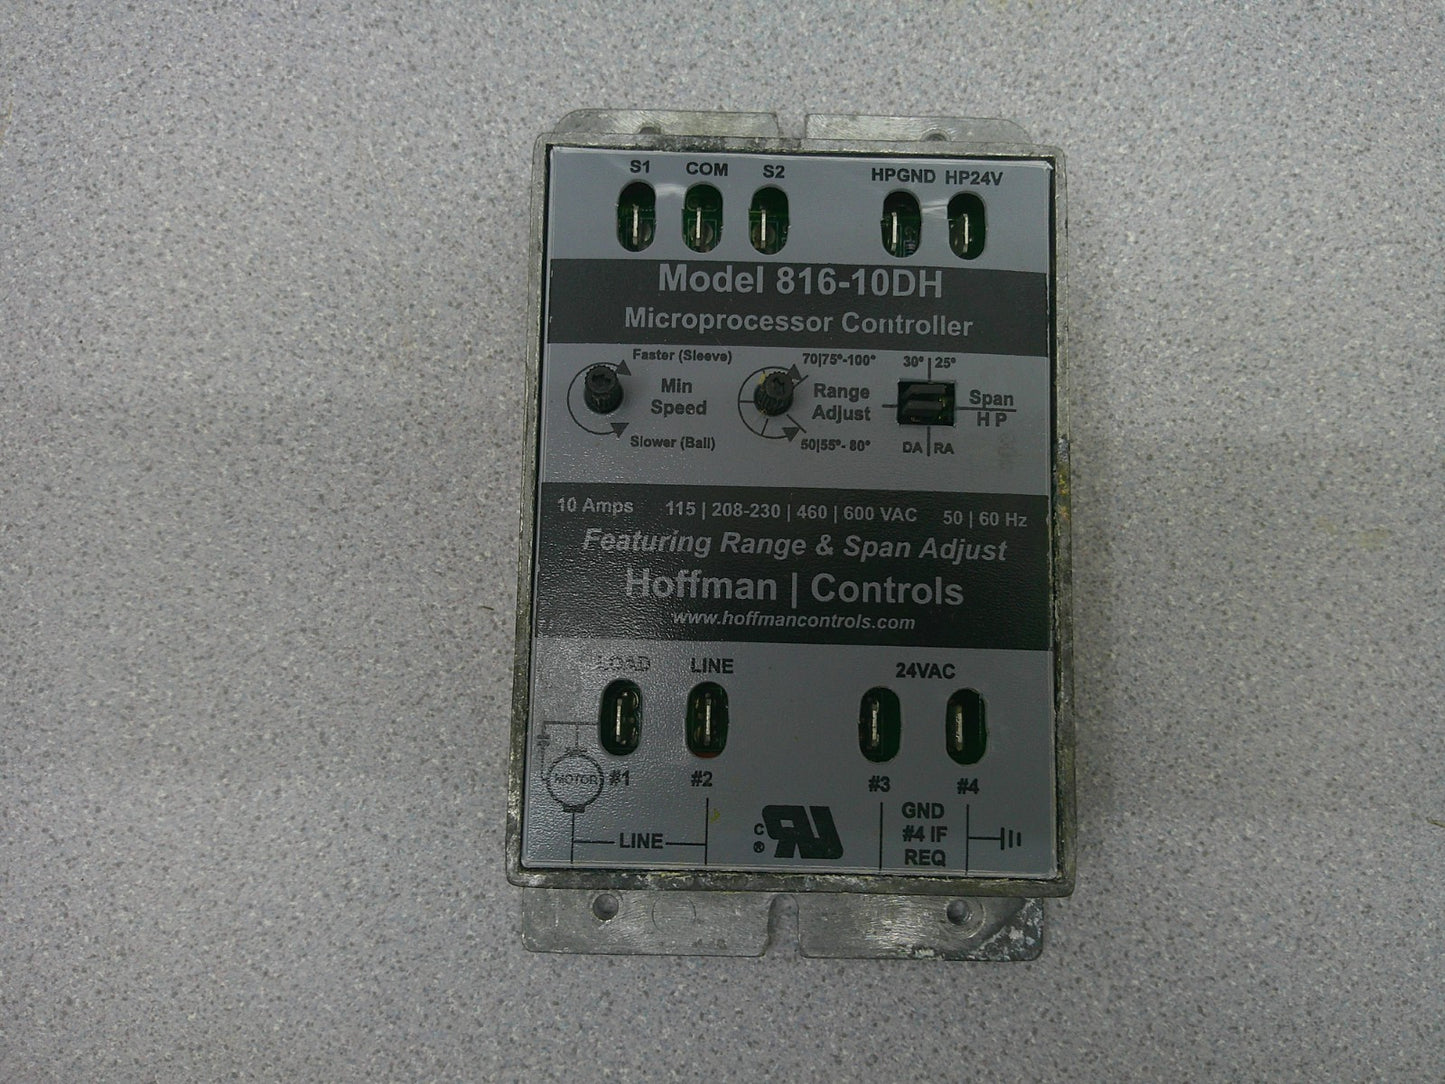 S1 COM S2 HPGND HP24V
Model 816-10DH
Microprocessor Controller
Faster (Sleeve)
Min
Speed
Slower (Ball)
70|75°-100°
Range
Adjust
50|55°- 80°
30° | 25°
Span
H P
DA | RA
10 Amps 115 | 208-230 | 460 | 600 VAC 50 | 60 Hz
Featuring Range & Span Adjust
Hoffman | Controls
www.hoffmancontrols.com
LOAD LINE 24VAC
MOTOR
#1 #2 #3 #4
LINE
C RU ®
GND
#4 IF
REQ